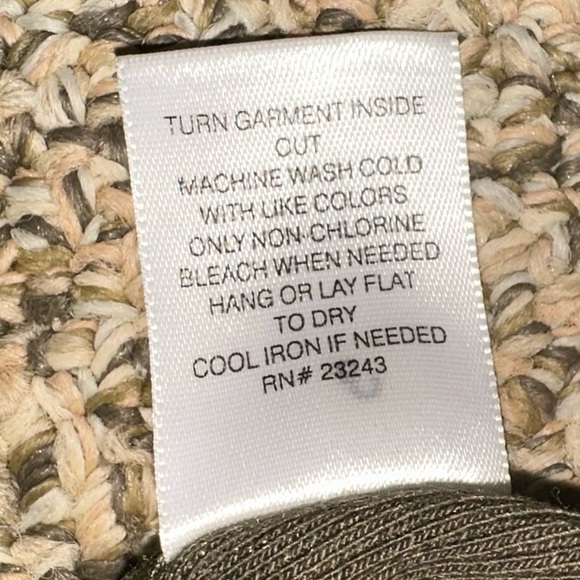 TURN GARMENT INSIDE
OUT
MACHINE WASH COLD
WITH LIKE COLORS
ONLY NON-CHLORINE
BLEACH WHEN NEEDED
HANG OR LAY FLAT
TO DRY
COOL IRON IF NEEDED
RN# 23243